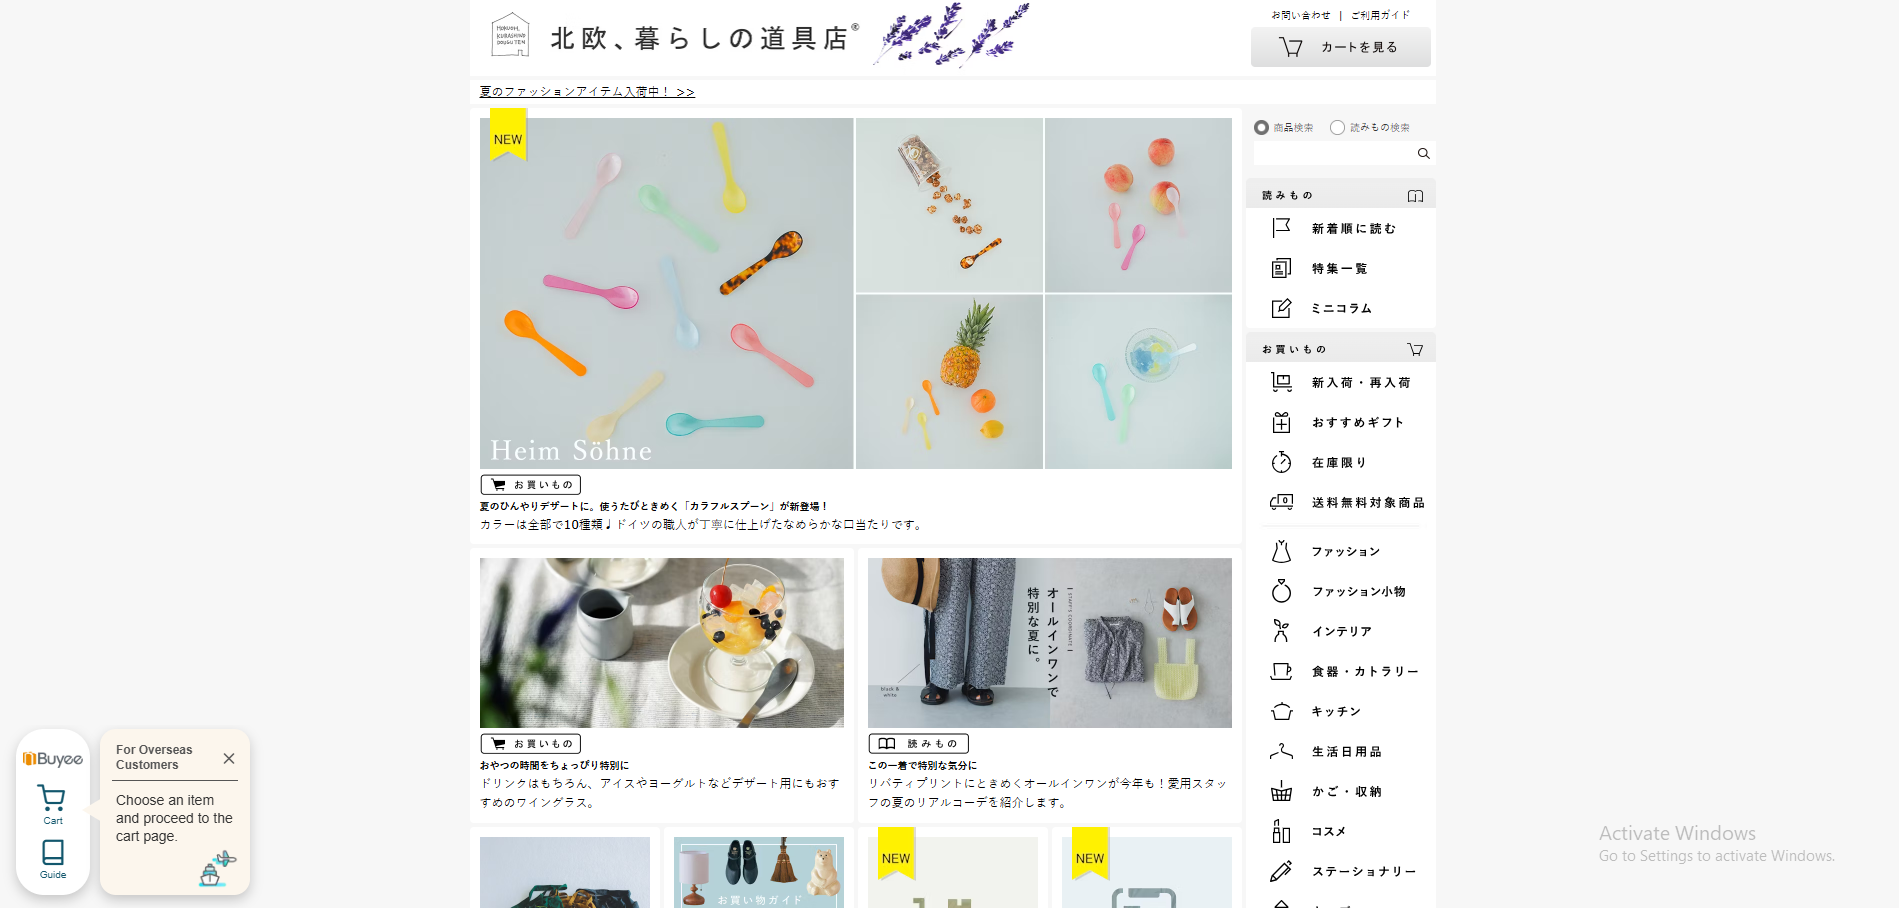 HOKUOH, KURASHINO DOUGUTEN
北欧、暮らしの道具店®
お問い合わせ | ご利用ガイド
カートを見る
夏のファッションアイテム入荷中！ >>
NEW
Heim Söhne
お買いもの
夏のひんやりデザートに。使うたびときめく「カラフルスプーン」が新登場！
カラーは全部で10種類♩ドイツの職人が丁寧に仕上げたなめらかな口当たりです。
お買いもの
おやつの時間をちょっぴり特別に
ドリンクはもちろん、アイスやヨーグルトなどデザート用にもおす
すめのワイングラス。
オールインワンで
特別な夏に。
STAFF'S COORDINATE
black &
white
読みもの
この一着で特別な気分に
リバティプリントにときめくオールインワンが今年も！愛用スタッ
フの夏のリアルコーデを紹介します。
お買い物ガイド
NEW
NEW
商品検索
読みもの検索
読みもの
新着順に読む
特集一覧
ミニコラム
お買いもの
新入荷・再入荷
おすすめギフト
在庫限り
送料無料対象商品
ファッション
ファッション小物
インテリア
食器・カトラリー
キッチン
生活日用品
かご・収納
コスメ
ステーショナリー
Buyee
Cart
Guide
For Overseas
Customers
Choose an item
and proceed to the
cart page.
Activate Windows
Go to Settings to activate Windows.